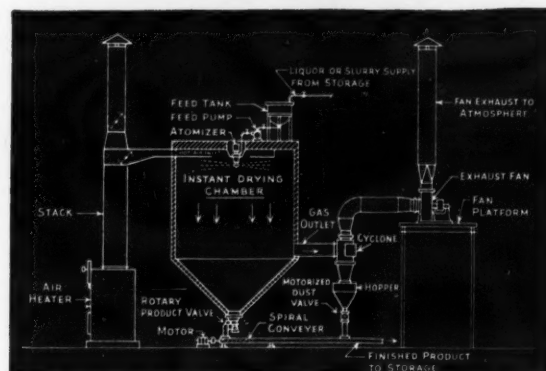 LIQUOR OR SLURRY SUPPLY
FROM STORAGE
FEED TANK
FEED PUMP
ATOMIZER
FAN EXHAUST TO
ATMOSPHERE
INSTANT DRYING
CHAMBER
EXHAUST FAN
FAN
PLATFORM
STACK
GAS
OUTLET
CYCLONE
AIR
HEATER
ROTARY
PRODUCT VALVE
MOTORIZED
DUST
VALVE
HOPPER
MOTOR
SPIRAL
CONVEYER
FINISHED PRODUCT
TO STORAGE